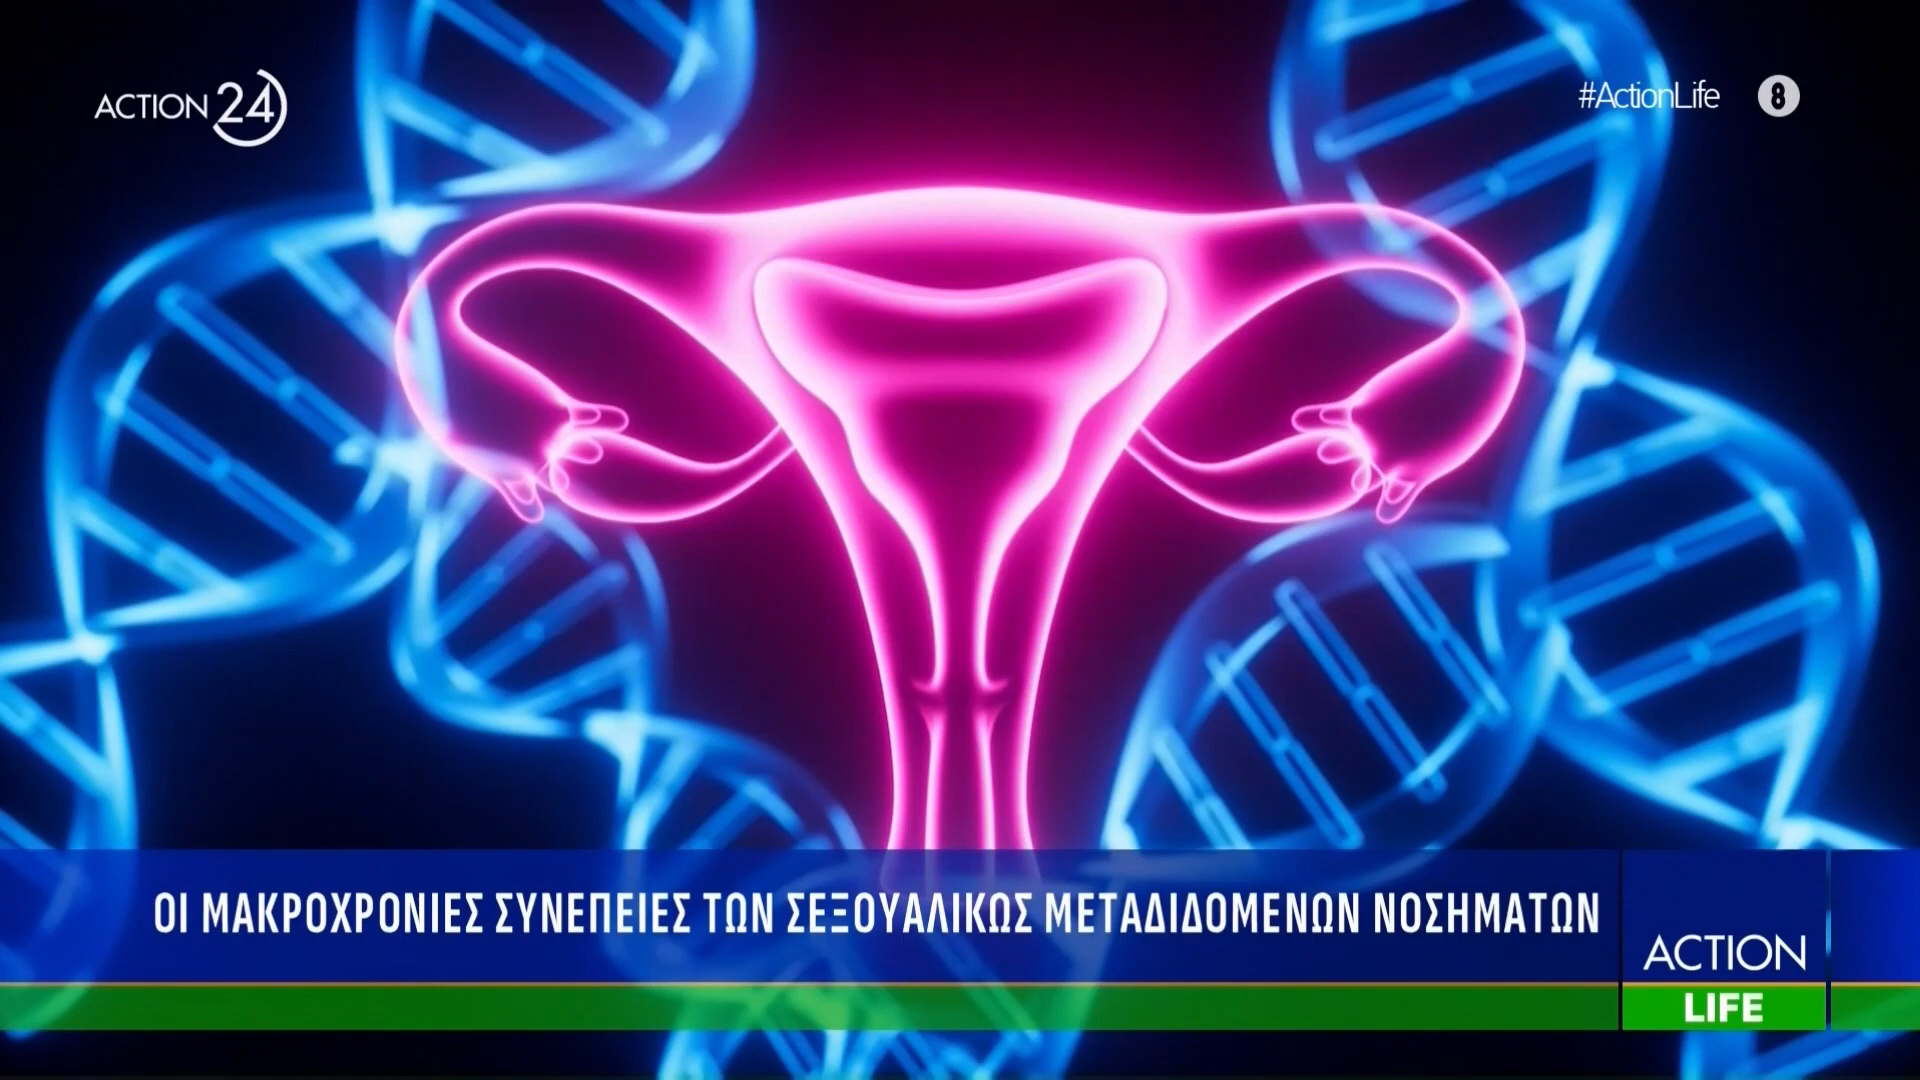 ACTION 24
#ActionLife 8
ΟΙ ΜΑΚΡΟΧΡΟΝΙΕΣ ΣΥΝΕΠΕΙΕΣ ΤΩΝ ΣΕΞΟΥΑΛΙΚΩΣ ΜΕΤΑΔΙΔΟΜΕΝΩΝ ΝΟΣΗΜΑΤΩΝ
ACTION
LIFE